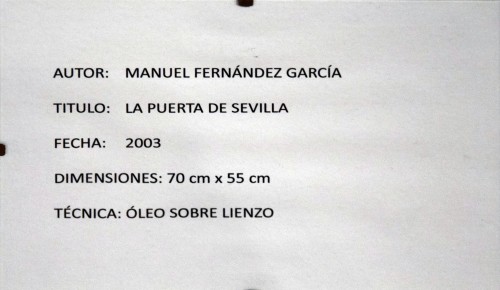 AUTOR: MANUEL FERNÁNDEZ GARCÍA
TITULO: LA PUERTA DE SEVILLA
FECHA: 2003
DIMENSIONES: 70 cm x 55 cm
TÉCNICA: ÓLEO SOBRE LIENZO